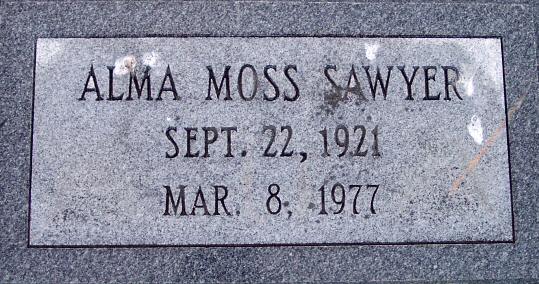 ALMA MOSS SAWYER
SEPT. 22, 1921
MAR. 8, 1977